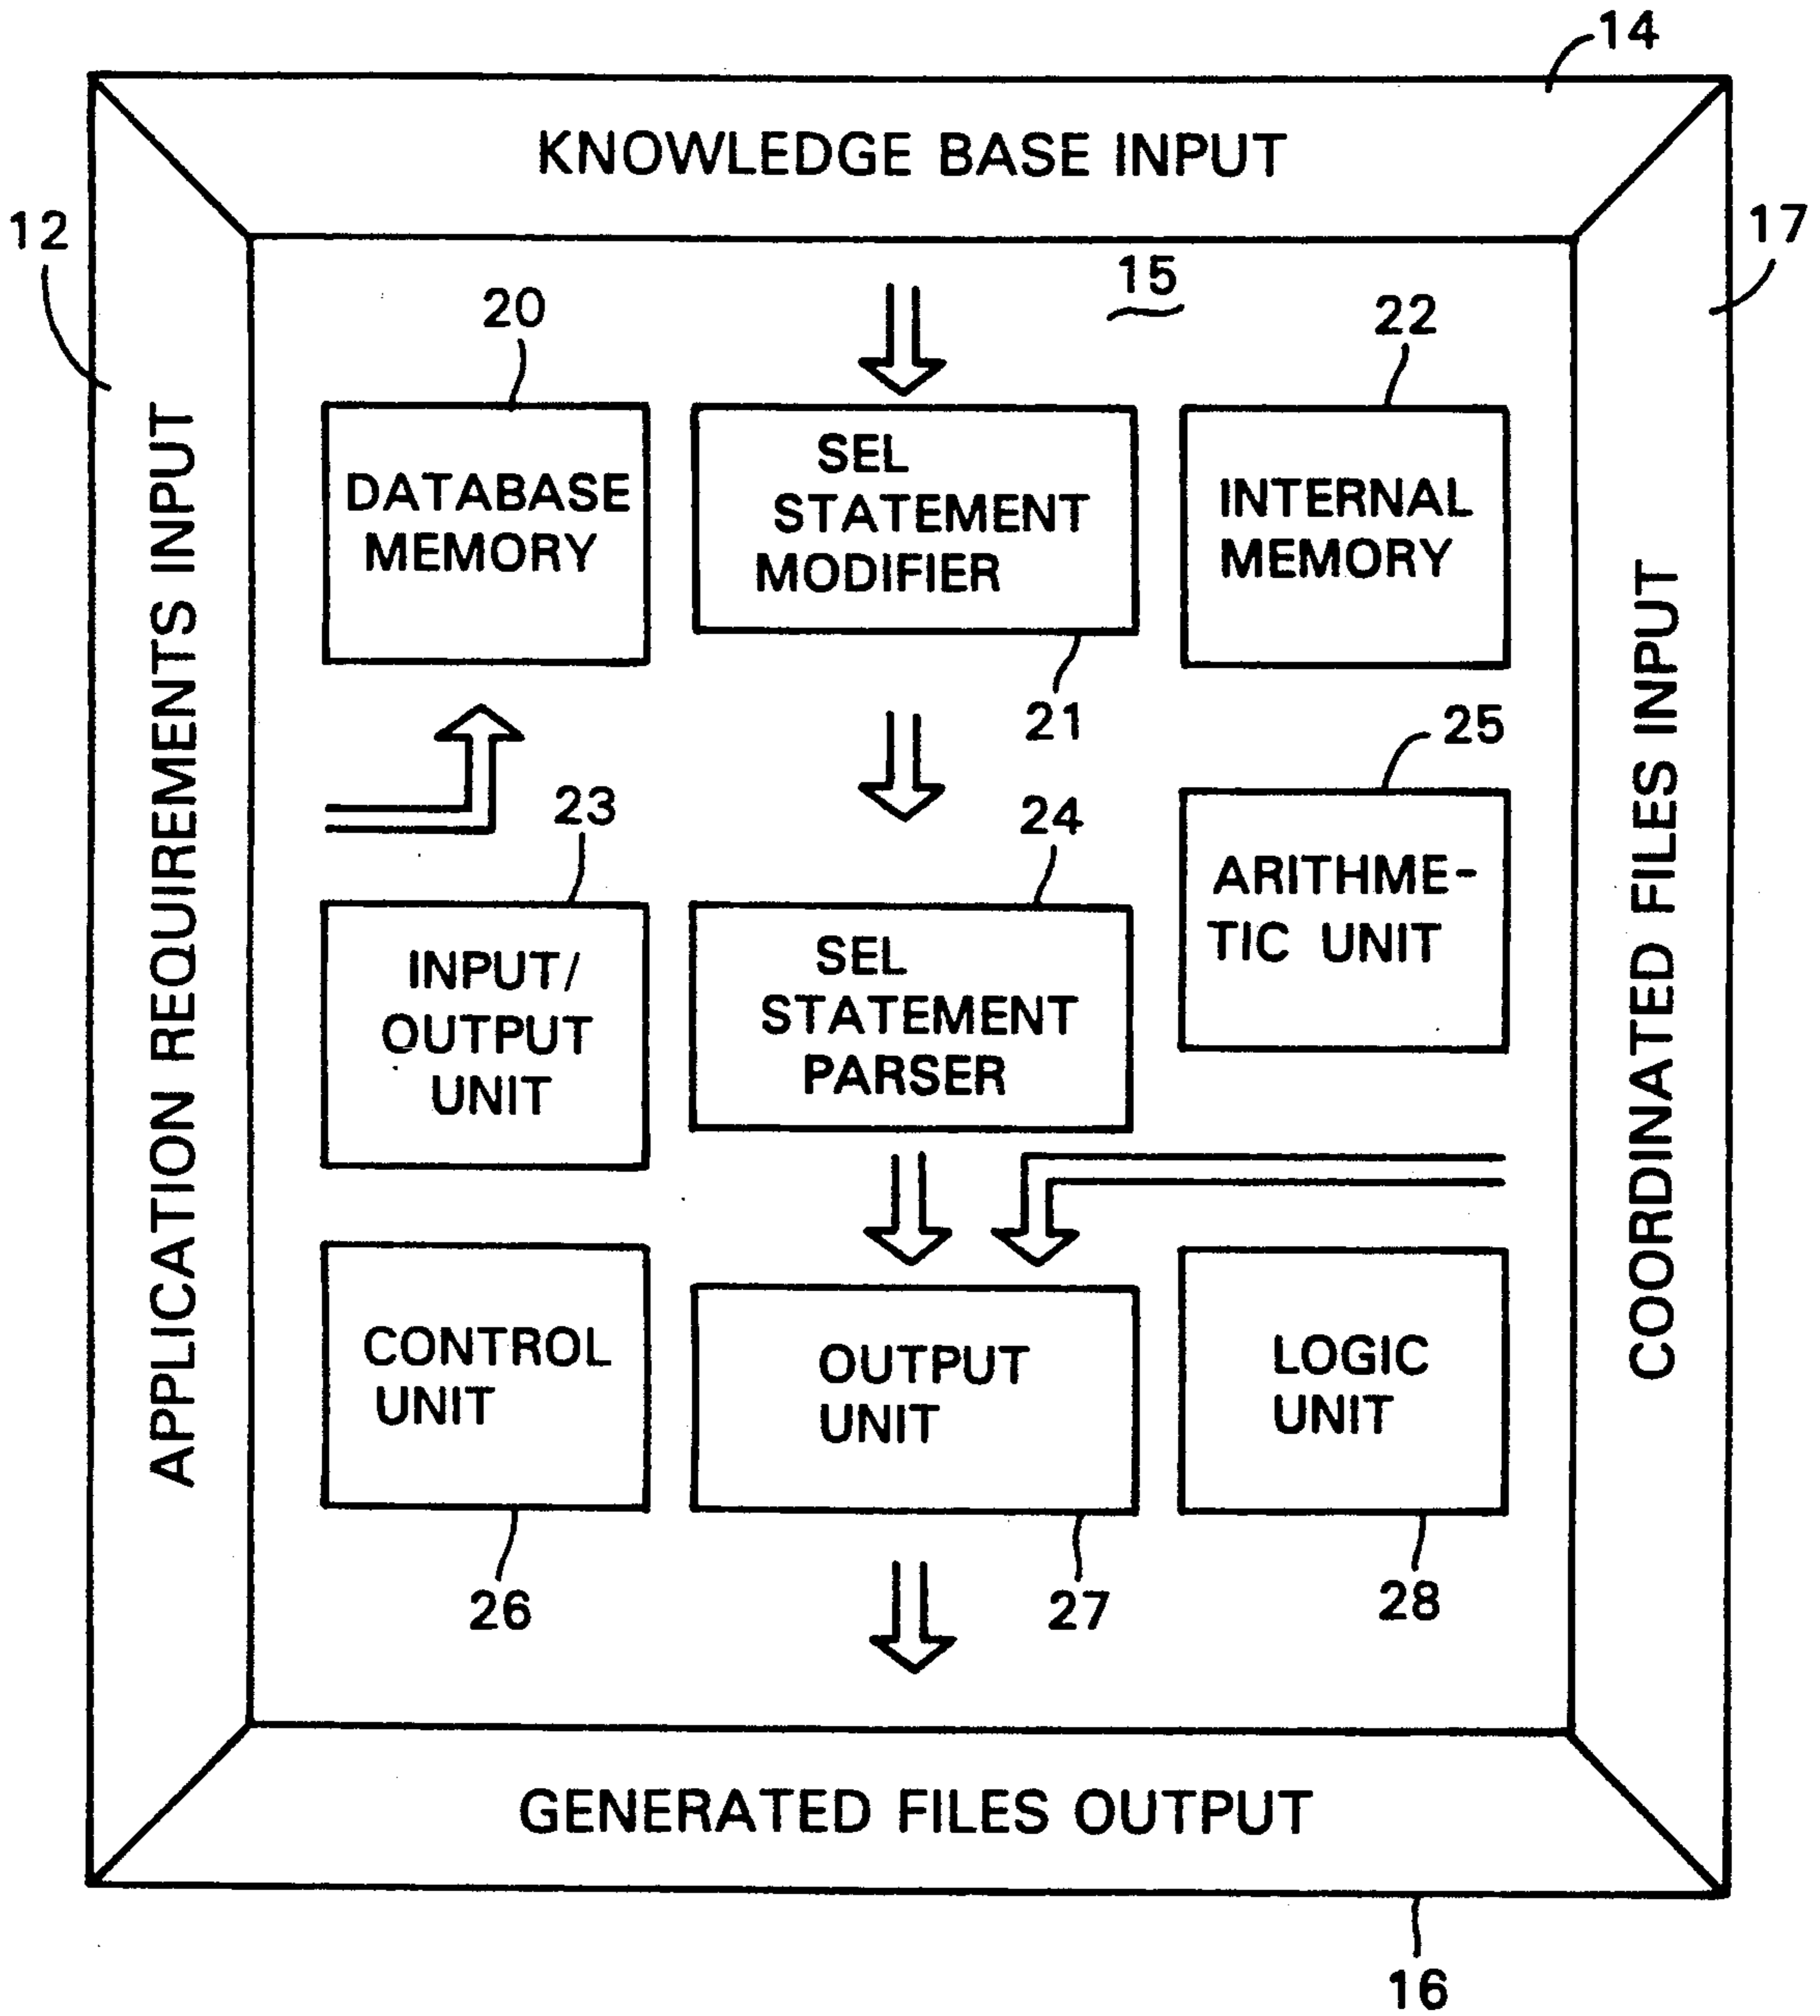 14
KNOWLEDGE BASE INPUT
12
17
15
20
22
DATABASE
MEMORY
SEL
STATEMENT
MODIFIER
INTERNAL
MEMORY
21
25
23
24
ARITHME-
TIC UNIT
INPUT/
OUTPUT
UNIT
SEL
STATEMENT
PARSER
APPLICATION REQUIREMENTS INPUT
COORDINATED FILES INPUT
CONTROL
UNIT
OUTPUT
UNIT
LOGIC
UNIT
26
27
28
GENERATED FILES OUTPUT
16